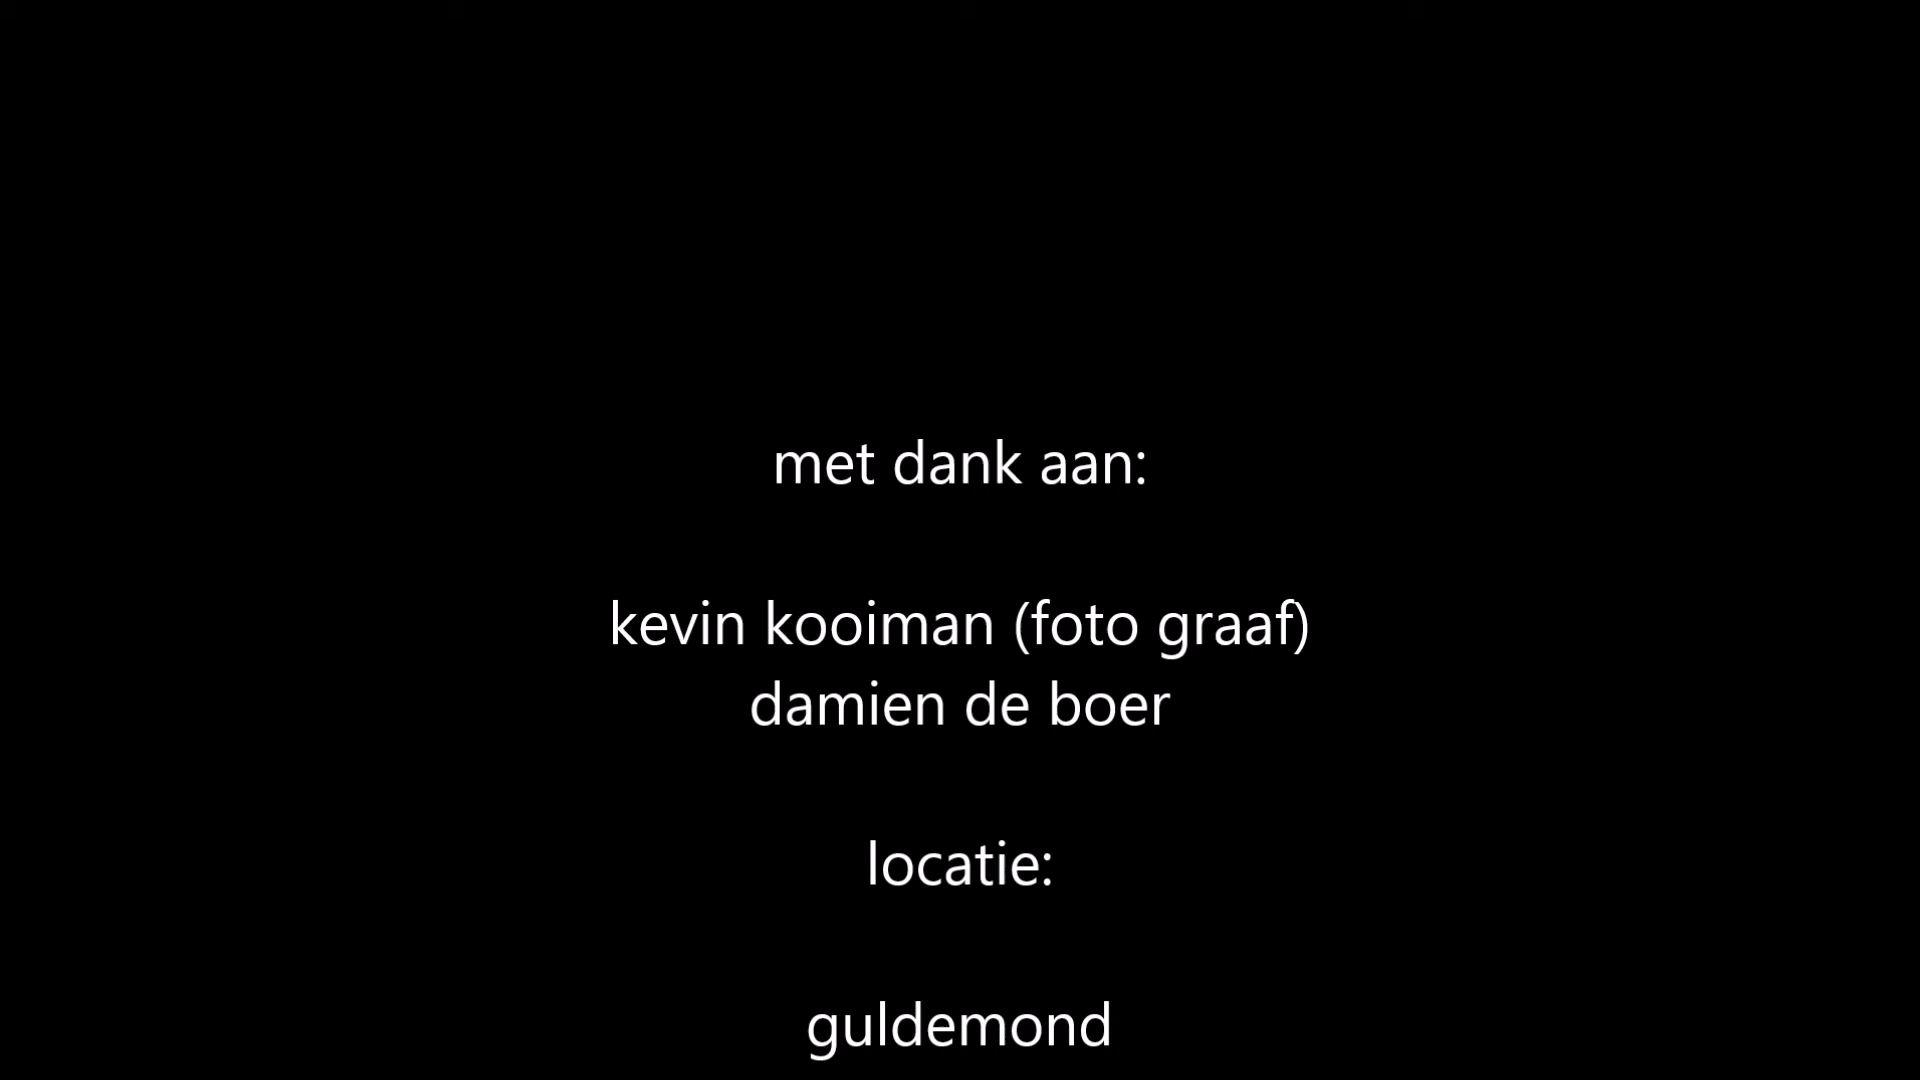 met dank aan:
kevin kooiman (foto graaf)
damien de boer
locatie:
guldemond